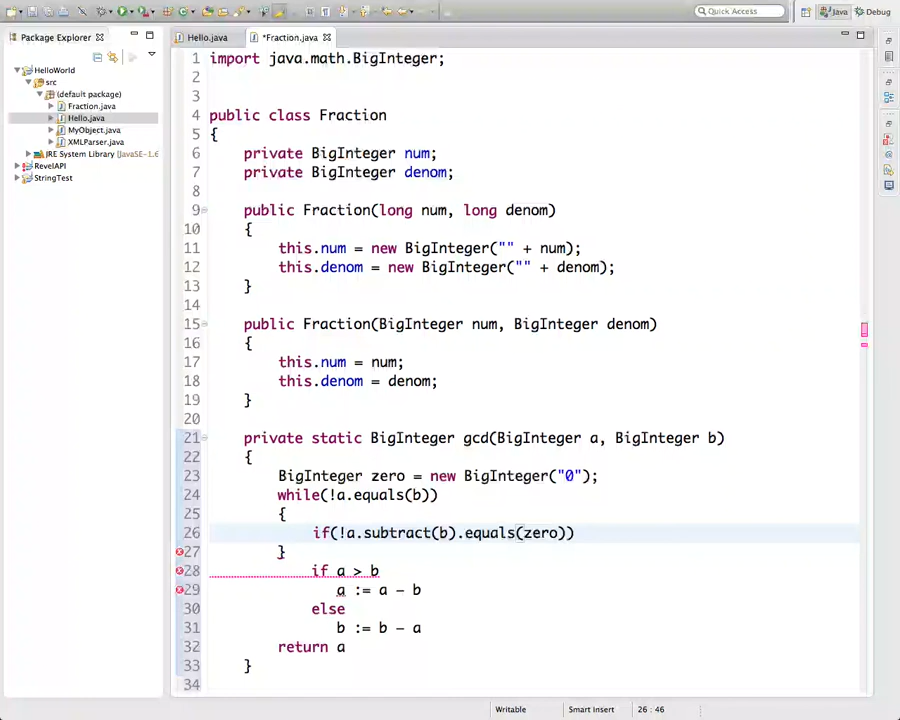 Quick Access
Java
Debug
Package Explorer
Hello.java
*Fraction.java
HelloWorld
src
(default package)
Fraction.java
Hello.java
MyObject.java
XMLParser.java
JRE System Library [JavaSE-1.6
RevelAPI
StringTest
1 import java.math.BigInteger;
2
3
4 public class Fraction
5 {
6 private BigInteger num;
7 private BigInteger denom;
8
9 public Fraction(long num, long denom)
10 {
11 this.num = new BigInteger("" + num);
12 this.denom = new BigInteger("" + denom);
13 }
14
15 public Fraction(BigInteger num, BigInteger denom)
16 {
17 this.num = num;
18 this.denom = denom;
19 }
20
21 private static BigInteger gcd(BigInteger a, BigInteger b)
22 {
23 BigInteger zero = new BigInteger("0");
24 while(!a.equals(b))
25 {
26 if(!a.subtract(b).equals(zero))
27 }
28 if a > b
29 a := a - b
30 else
31 b := b - a
32 return a
33 }
34
Writable
Smart Insert
26 : 46